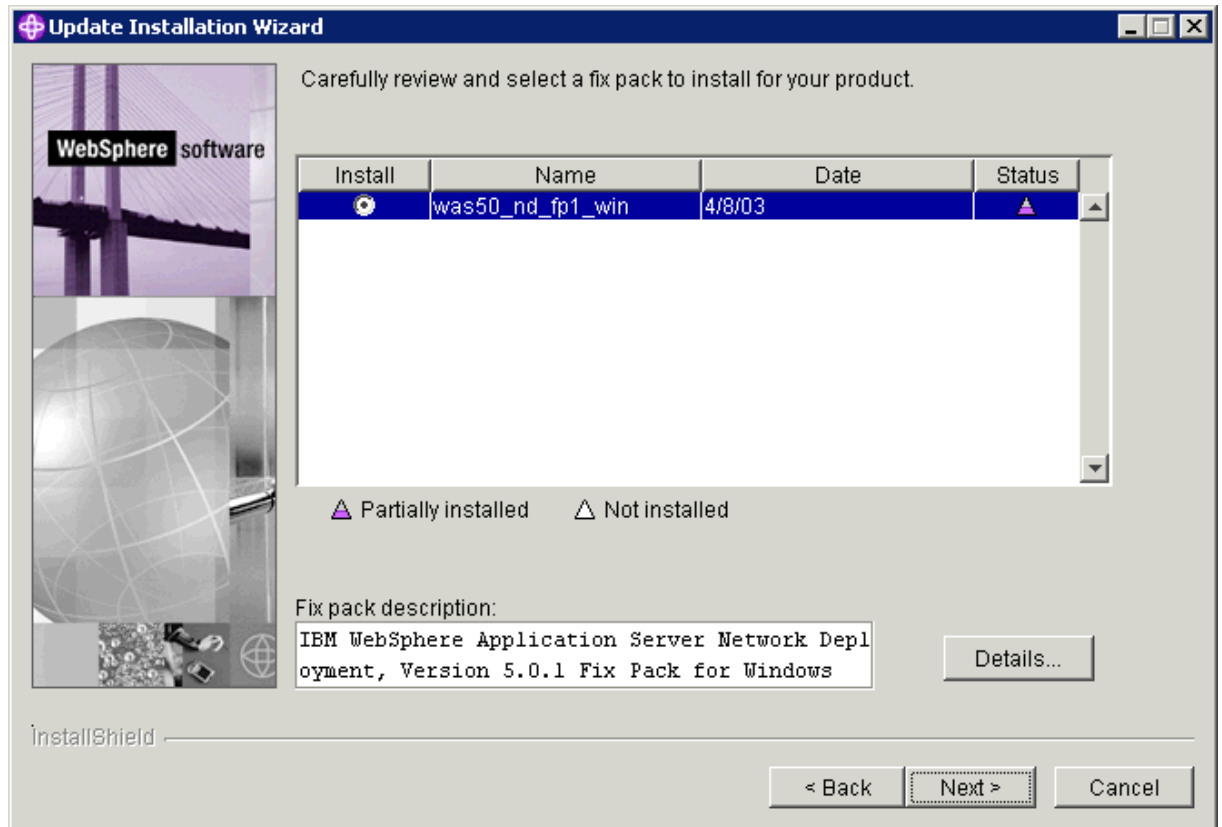 Update Installation Wizard
WebSphere software
Carefully review and select a fix pack to install for your product.
Install Name Date Status
was50_nd_fp1_win 4/8/03
Partially installed Not installed
Fix pack description:
IBM WebSphere Application Server Network Depl
oyment, Version 5.0.1 Fix Pack for Windows
Details...
InstallShield
< Back Next > Cancel